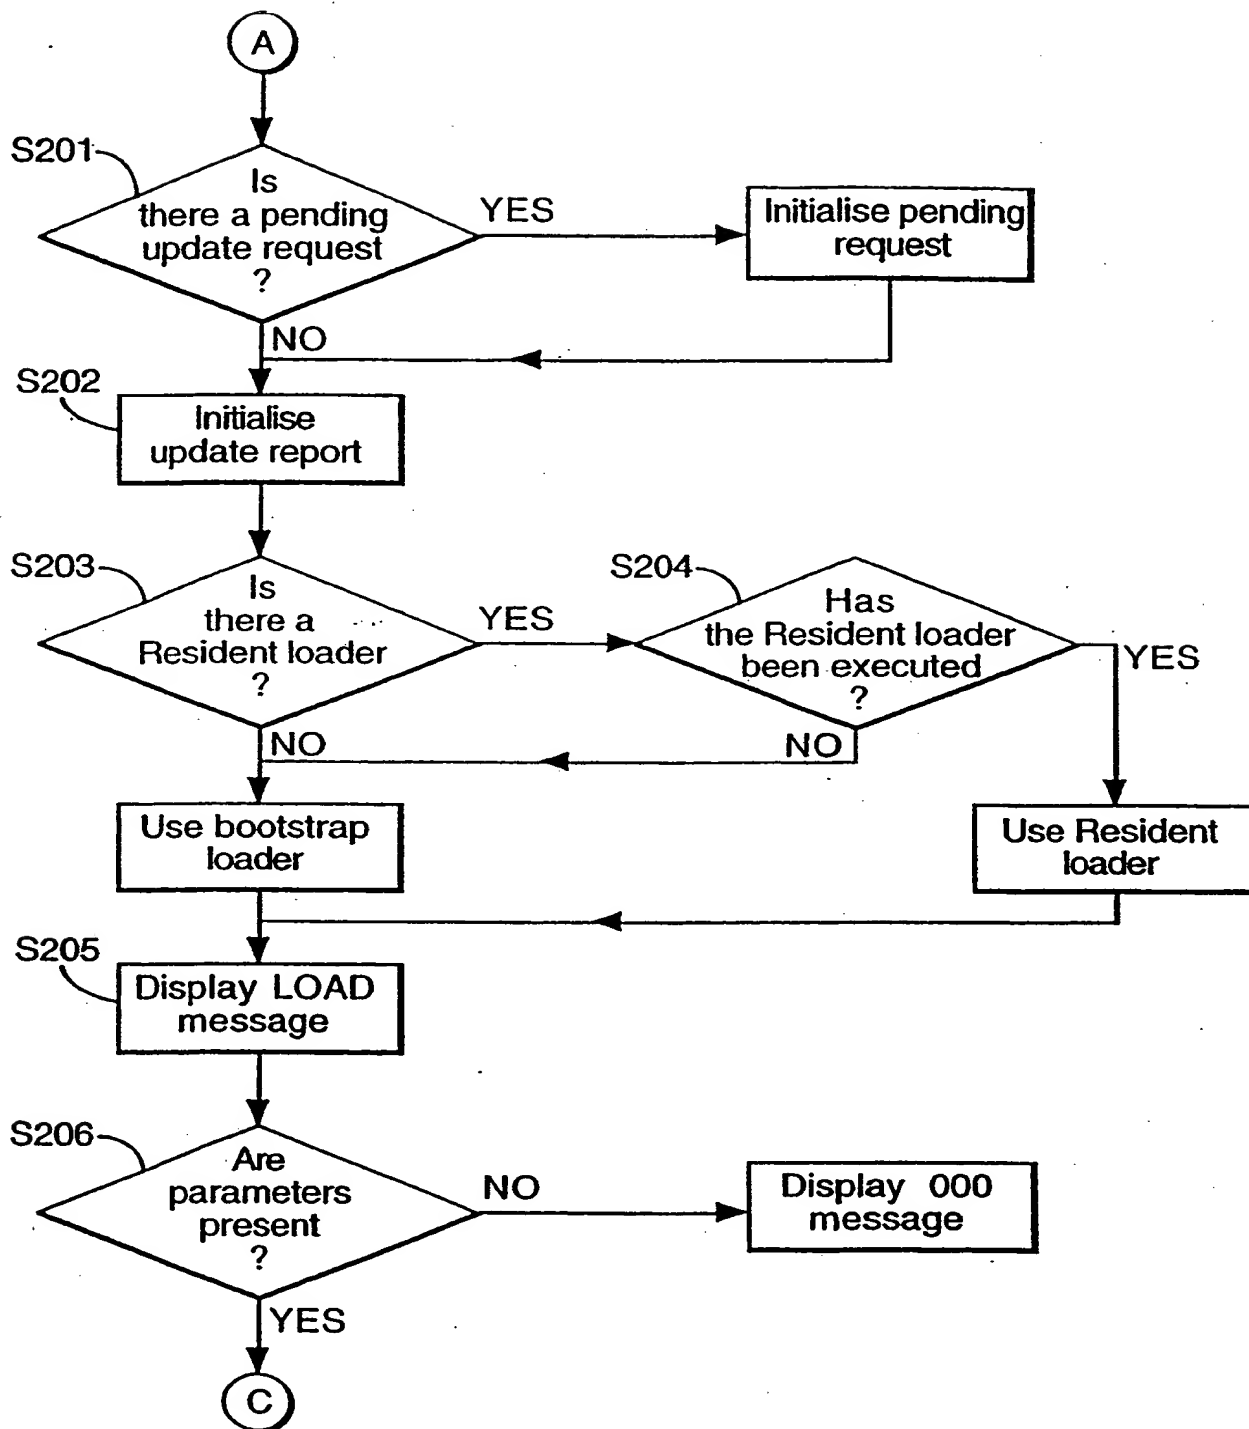 A
S201
Is
there a pending
update request
?
YES
Initialise pending
request
NO
S202
Initialise
update report
S203
Is
there a
Resident loader
?
YES
S204
Has
the Resident loader
been executed
?
YES
NO
NO
Use bootstrap
loader
Use Resident
loader
S205
Display LOAD
message
S206
Are
parameters
present
?
NO
Display 000
message
YES
C